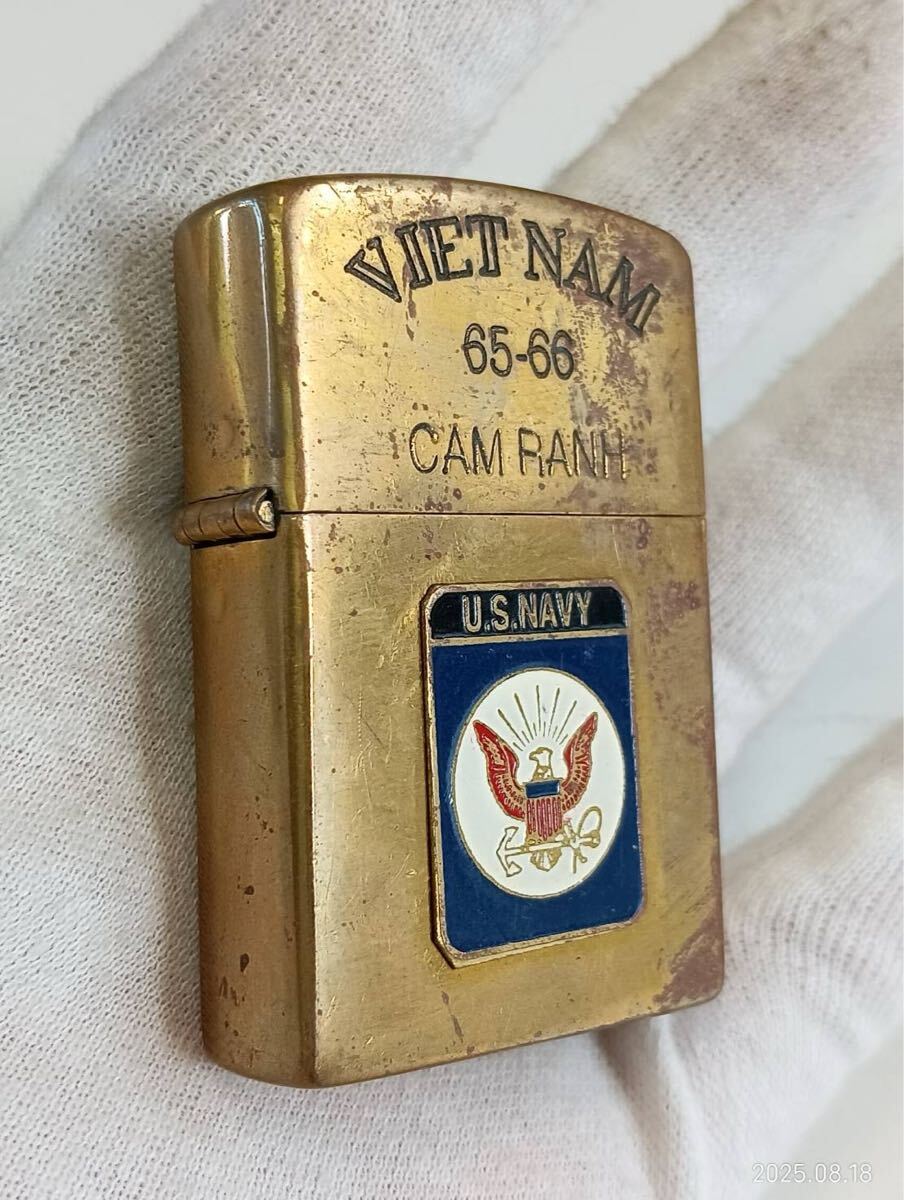 VIET NAM
65-66
CAM RANH
U.S.NAVY
2025.08.18